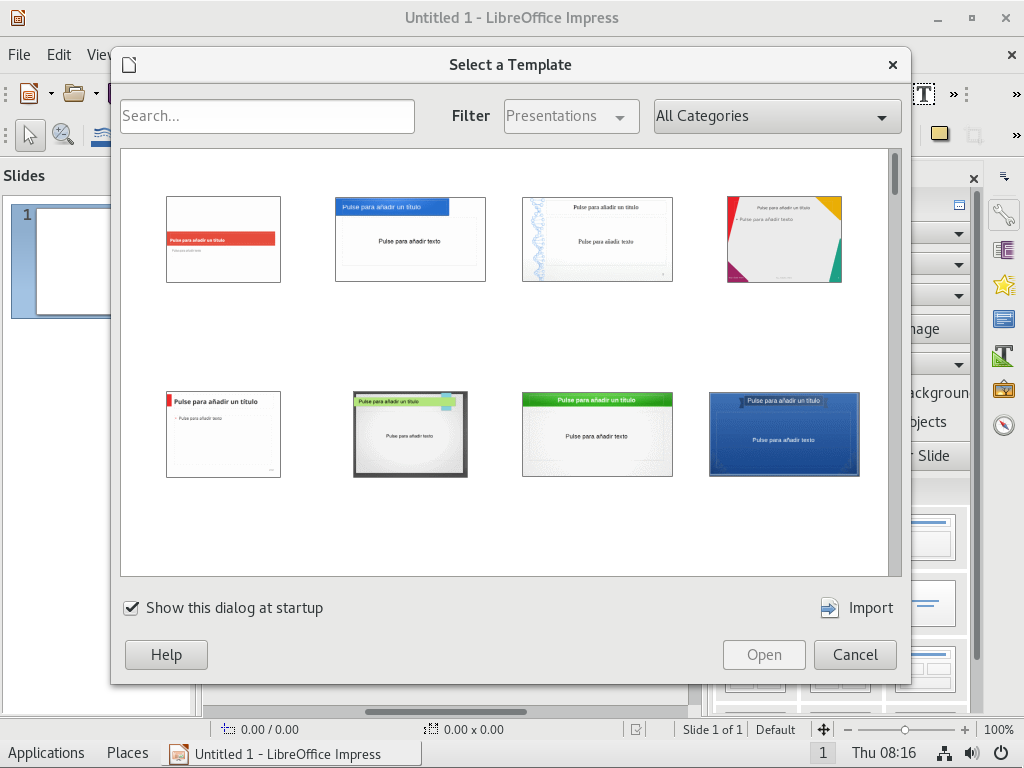 Untitled 1 - LibreOffice Impress
File Edit View
Select a Template
Search...
Filter
Presentations
All Categories
Slides
1
Pulse para añadir un título
Pulse para añadir un título
Pulse para añadir texto
Pulse para añadir un título
Pulse para añadir texto
Pulse para añadir un título
Pulse para añadir texto
Pulse para añadir un título
Pulse para añadir texto
Pulse para añadir un título
Pulse para añadir texto
Pulse para añadir un título
Pulse para añadir texto
Pulse para añadir un título
Pulse para añadir texto
Slide
Show this dialog at startup
Import
Help
Open
Cancel
0.00 / 0.00
0.00 x 0.00
Slide 1 of 1
Default
100%
Applications
Places
Untitled 1 - LibreOffice Impress
1
Thu 08:16